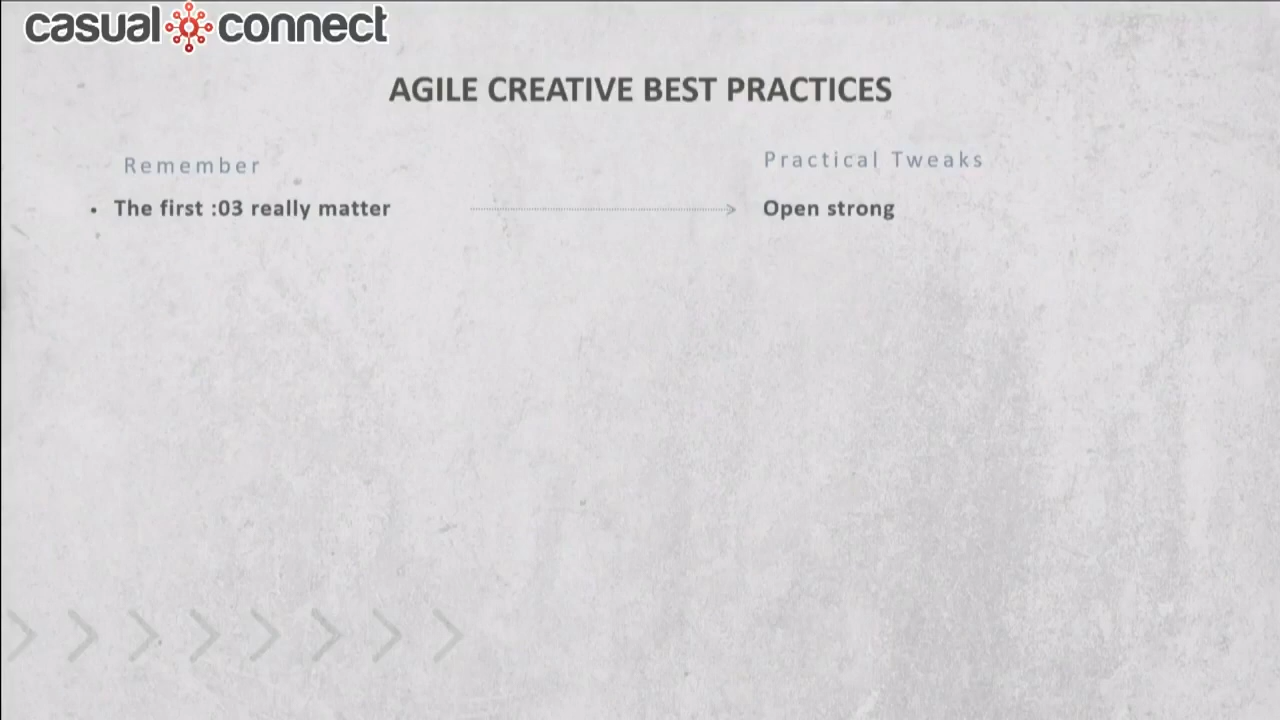 casual connect
AGILE CREATIVE BEST PRACTICES
Remember
Practical Tweaks
• The first :03 really matter
Open strong